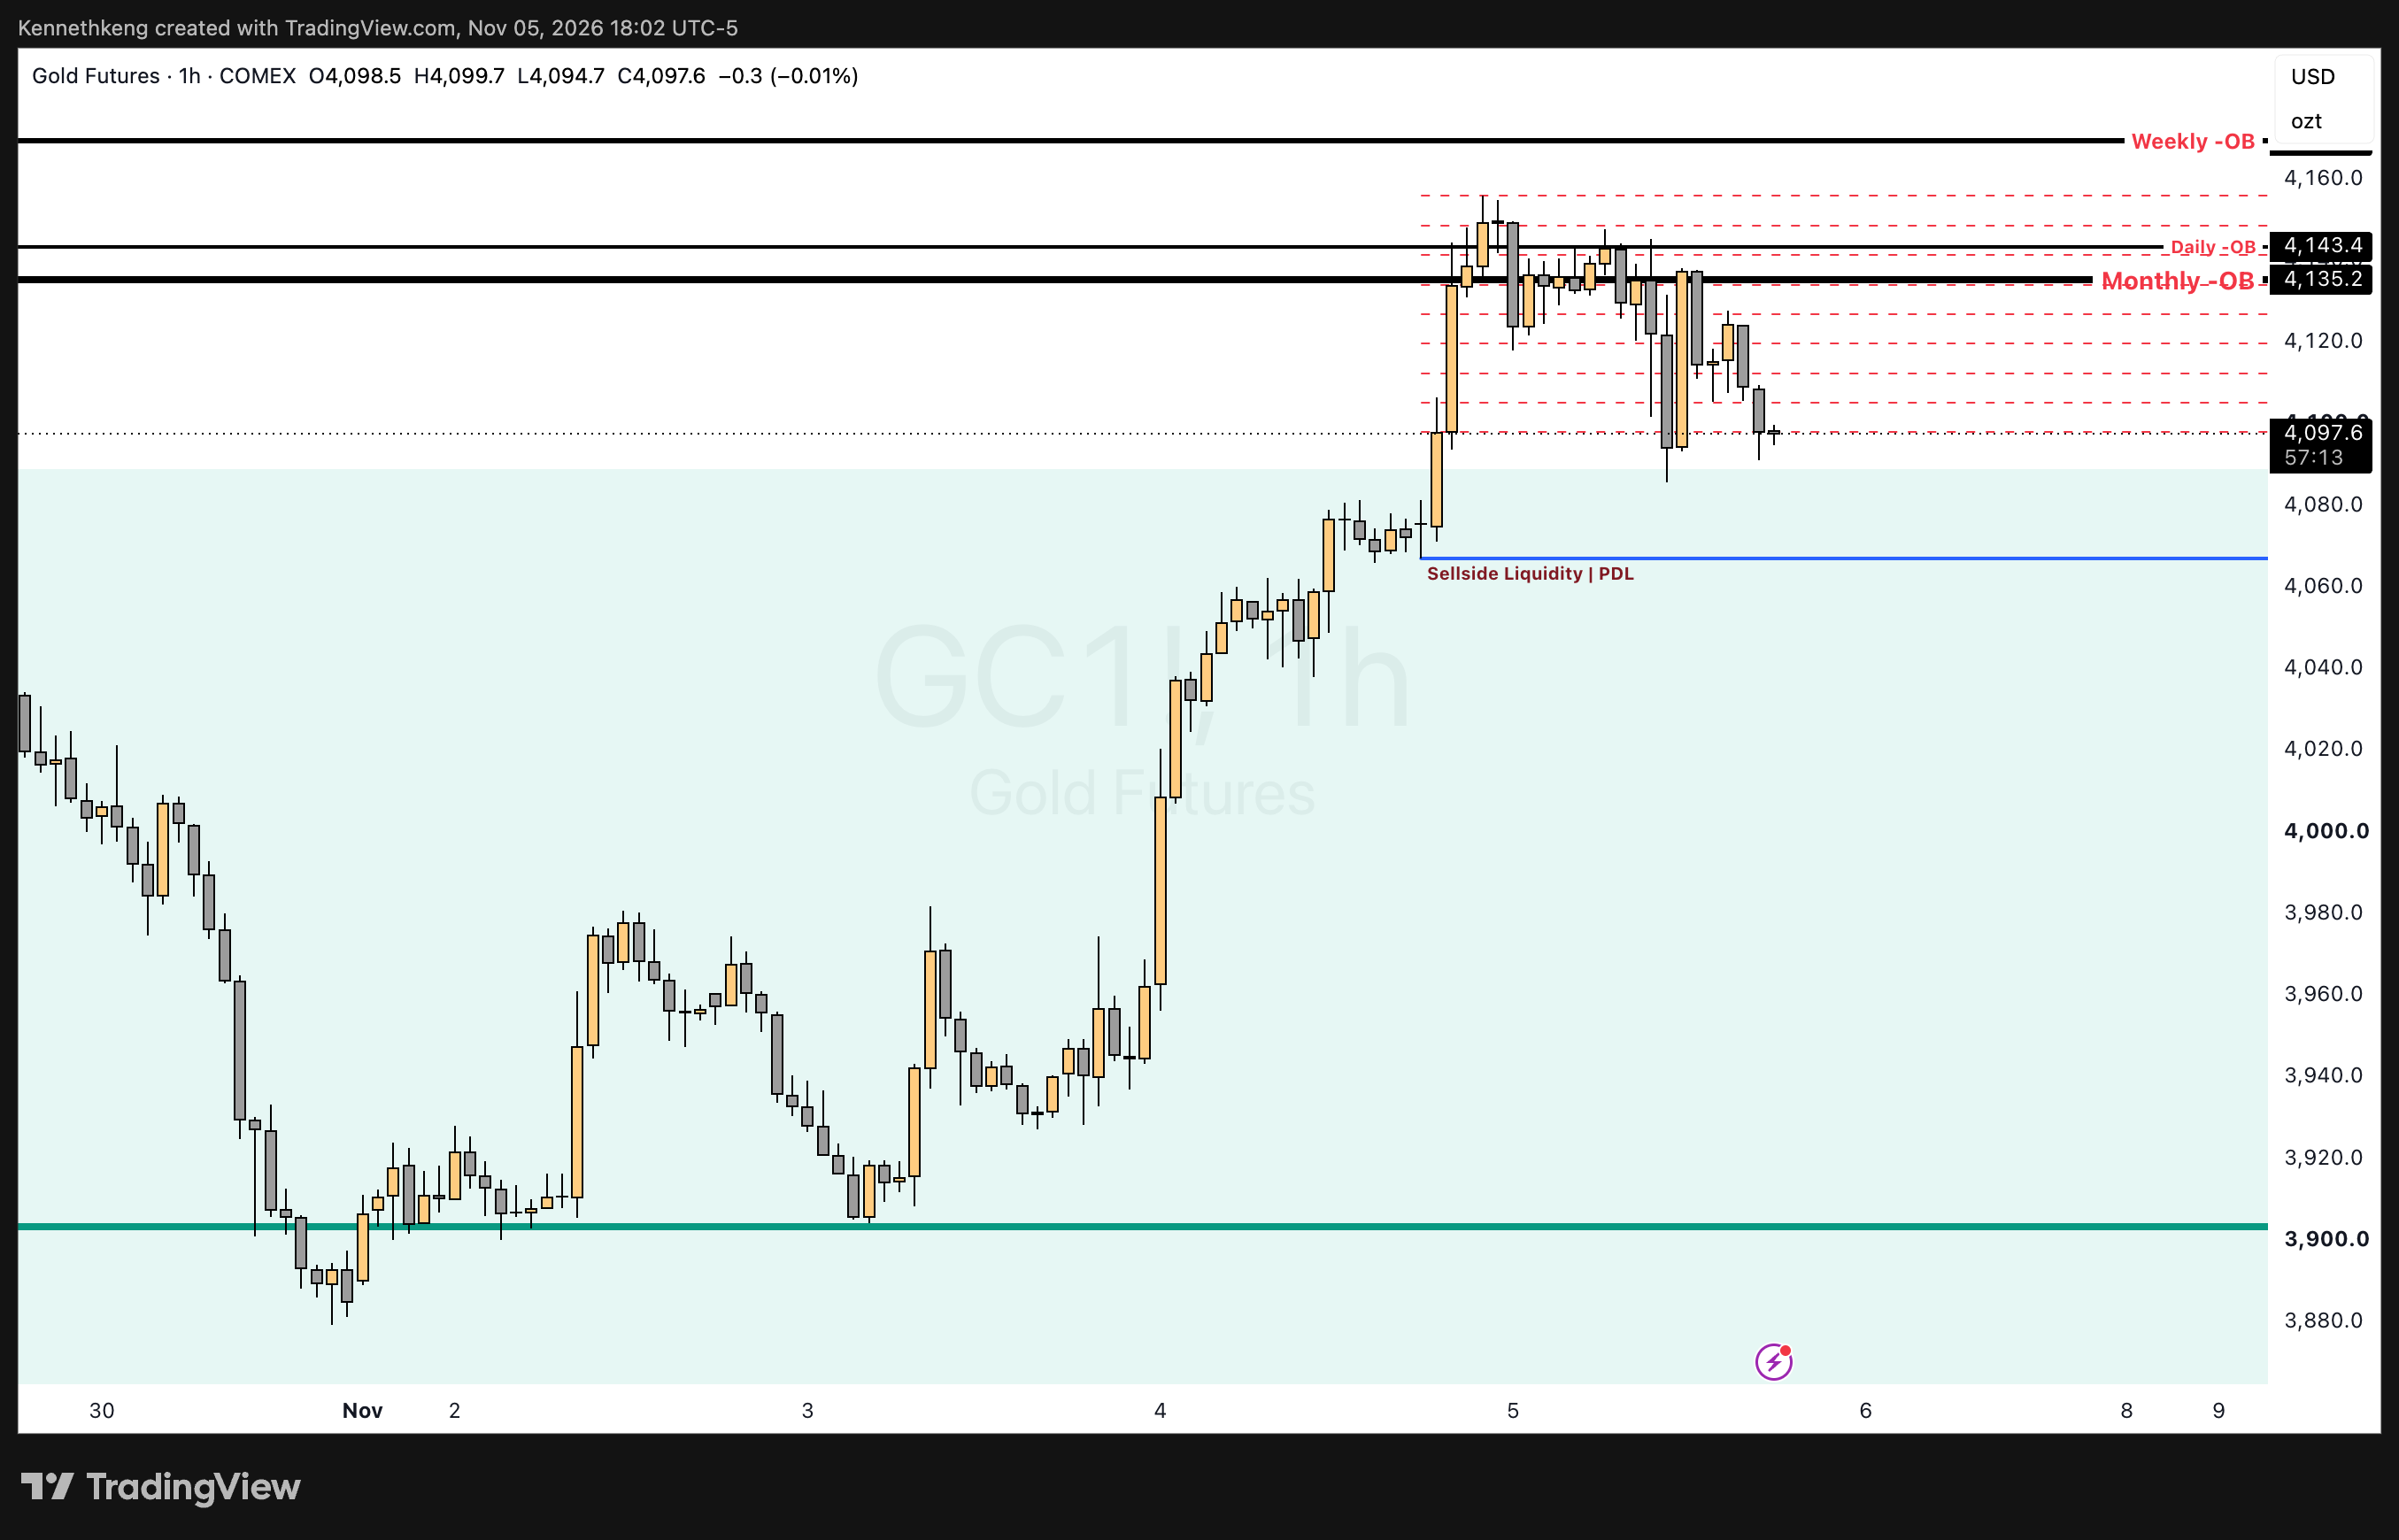 Kennethkeng created with TradingView.com, Nov 05, 2026 18:02 UTC-5
Gold Futures · 1h · COMEX O4,098.5 H4,099.7 L4,094.7 C4,097.6 −0.3 (−0.01%)
USD
ozt
Weekly -OB
4,160.0
Daily -OB
4,143.4
Monthly -OB
4,135.2
4,120.0
4,097.6
57:13
4,080.0
Sellside Liquidity | PDL
4,060.0
GC1!, 1h
Gold Futures
4,040.0
4,020.0
4,000.0
3,980.0
3,960.0
3,940.0
3,920.0
3,900.0
3,880.0
30 Nov 2 3 4 5 6 8 9
TradingView